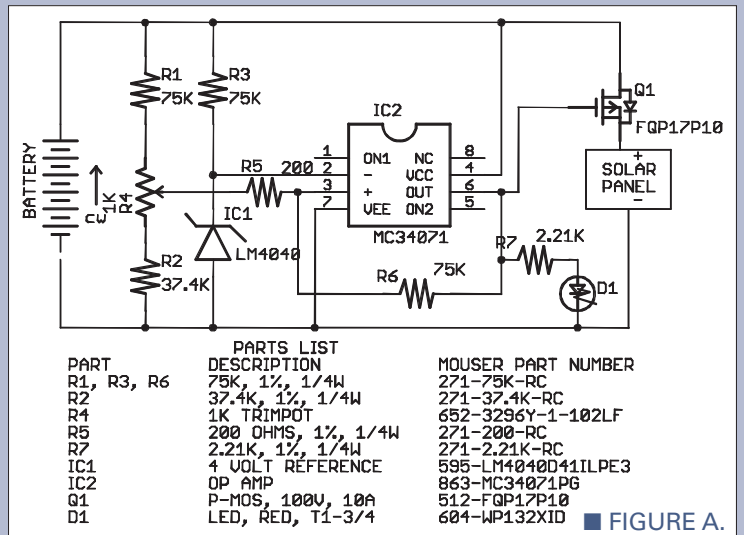 R1
75K
R3
75K
Q1
FQP17P10
IC2
1 ON1 NC 8
2 - VCC 4
3 + OUT 6
7 VEE ON2 5
MC34071
BATTERY
CW
1K
R4
R5 200
IC1
LM4040
R2
37.4K
R6 75K
R7 2.21K
D1
+
SOLAR
PANEL
-
PARTS LIST
PART DESCRIPTION MOUSER PART NUMBER
R1, R3, R6 75K, 1%, 1/4W 271-75K-RC
R2 37.4K, 1%, 1/4W 271-37.4K-RC
R4 1K TRIMPOT 652-3296Y-1-102LF
R5 200 OHMS, 1%, 1/4W 271-200-RC
R7 2.21K, 1%, 1/4W 271-2.21K-RC
IC1 4 VOLT REFERENCE 595-LM4040D41ILPE3
IC2 OP AMP 863-MC34071PG
Q1 P-MOS, 100V, 10A 512-FQP17P10
D1 LED, RED, T1-3/4 604-WP132XID
■ FIGURE A.